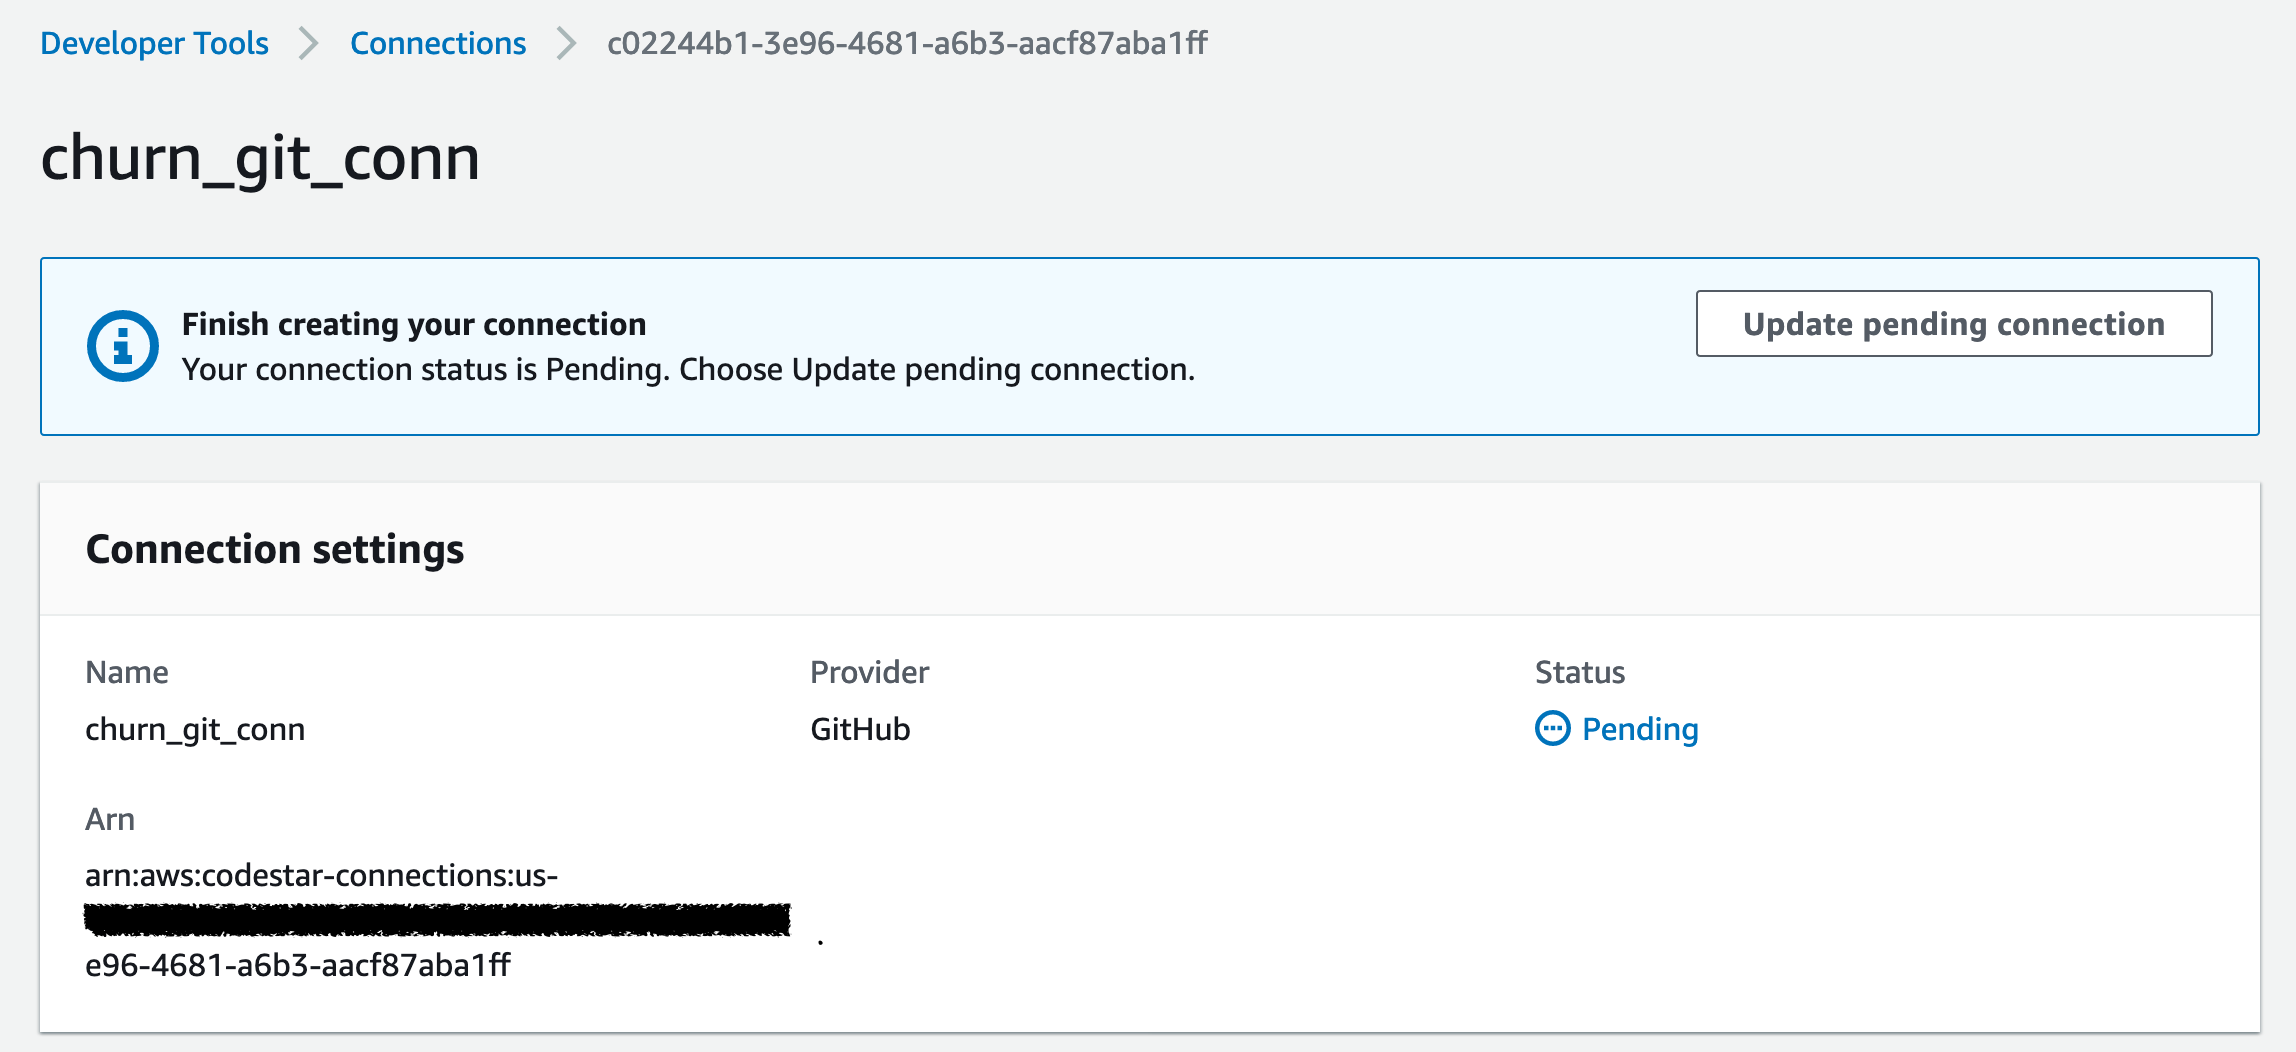 Developer Tools > Connections > c02244b1-3e96-4681-a6b3-aacf87aba1ff
churn_git_conn
Finish creating your connection
Update pending connection
Your connection status is Pending. Choose Update pending connection.
Connection settings
Name Provider Status
churn_git_conn GitHub Pending
Arn
arn:aws:codestar-connections:us-
e96-4681-a6b3-aacf87aba1ff